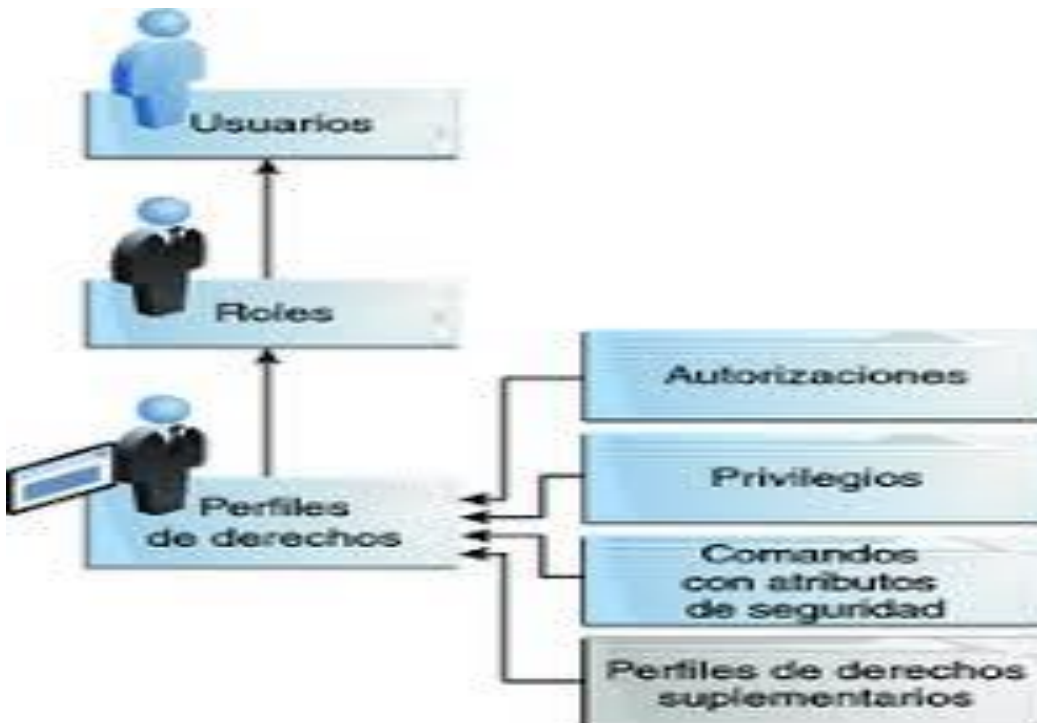 Usuarios
Roles
Perfiles
de derechos
Autorizaciones
Privilegios
Comandos
con atributos
de seguridad
Perfiles de derechos
suplementarios